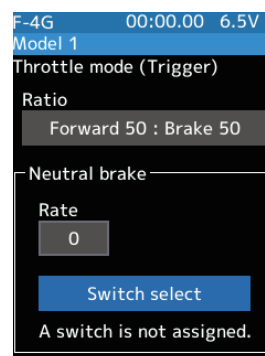 F-4G 00:00.00 6.5V
Model 1
Throttle mode (Trigger)
Ratio
Forward 50 : Brake 50
Neutral brake
Rate
0
Switch select
A switch is not assigned.